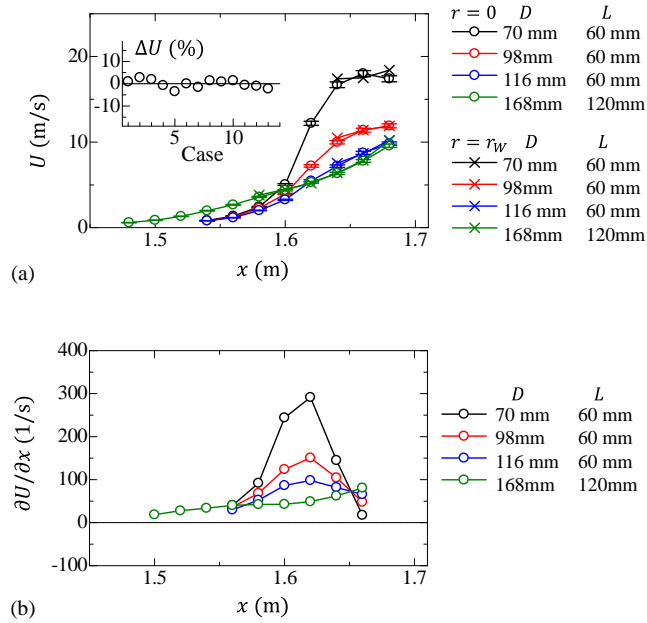 r = 0 D L
70 mm 60 mm
98mm 60 mm
116 mm 60 mm
168mm 120mm
r = r_W D L
70 mm 60 mm
98mm 60 mm
116 mm 60 mm
168mm 120mm
20
10
0
U (m/s)
ΔU (%)
10
0
-10
5 10
Case
1.5 1.6 1.7
x (m)
(a)
400
300
200
100
0
-100
∂U/∂x (1/s)
1.5 1.6 1.7
x (m)
(b)
D L
70 mm 60 mm
98mm 60 mm
116 mm 60 mm
168mm 120mm